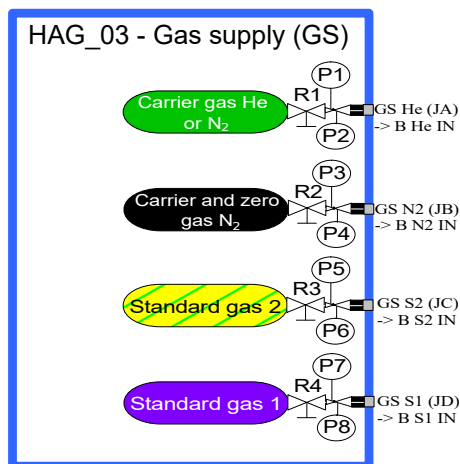 HAG_03 - Gas supply (GS)
P1
R1
Carrier gas He
or N₂
GS He (JA)
-> B He IN
P2
P3
R2
Carrier and zero
gas N₂
GS N2 (JB)
-> B N2 IN
P4
P5
R3
Standard gas 2
GS S2 (JC)
-> B S2 IN
P6
P7
R4
Standard gas 1
GS S1 (JD)
-> B S1 IN
P8